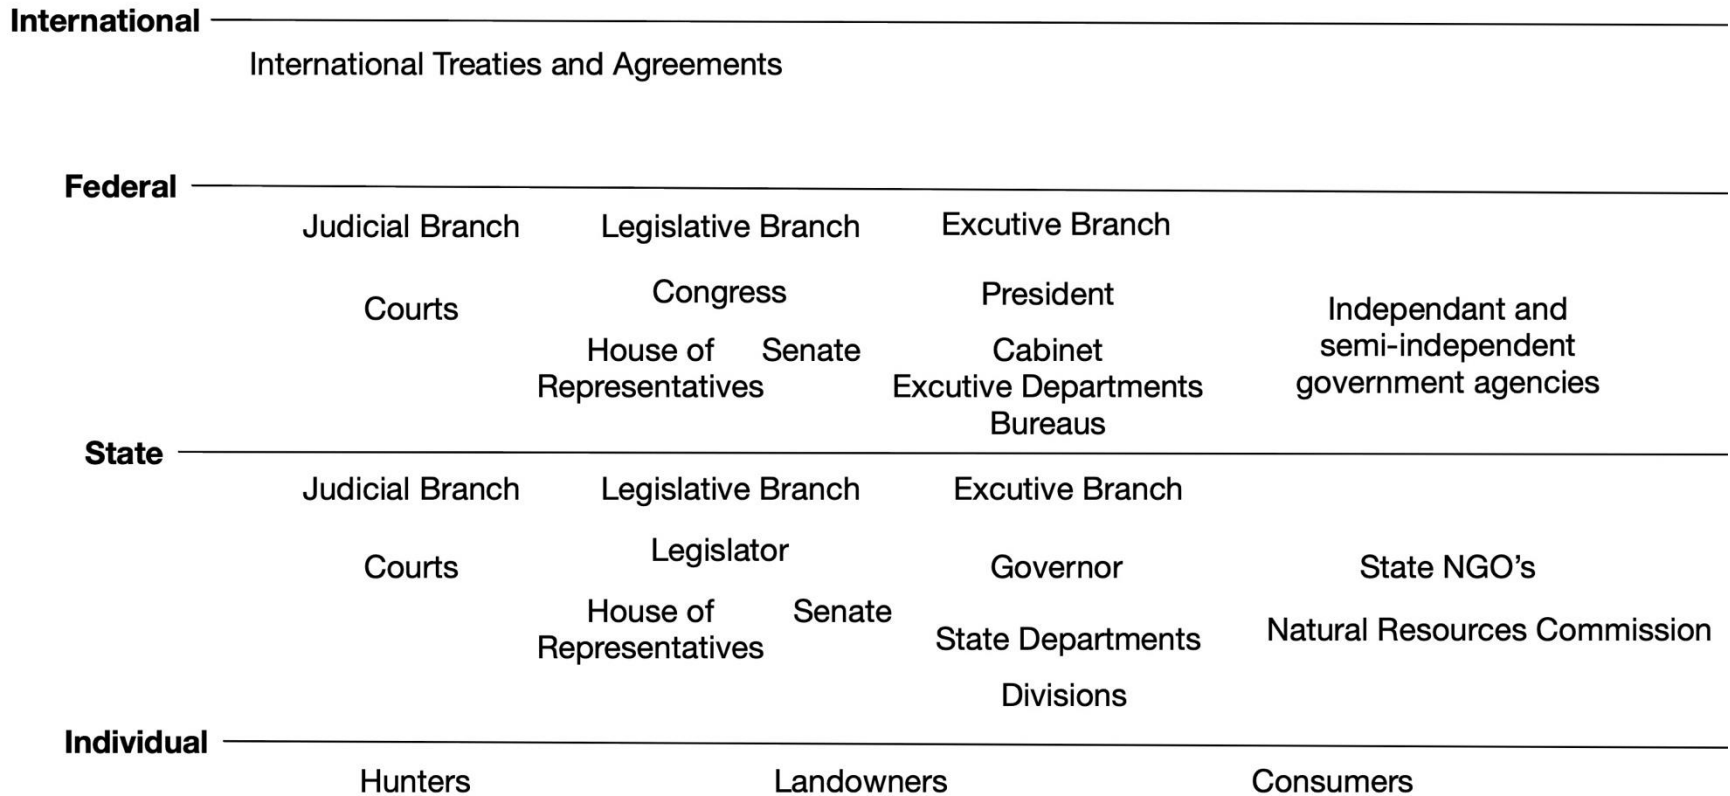 International
International Treaties and Agreements
Federal
Judicial Branch
Legislative Branch
Excutive Branch
Courts
Congress
House of
Representatives
Senate
President
Cabinet
Excutive Departments
Bureaus
Independant and
semi-independent
government agencies
State
Judicial Branch
Legislative Branch
Excutive Branch
Courts
Legislator
House of
Representatives
Senate
Governor
State Departments
Divisions
State NGO’s
Natural Resources Commission
Individual
Hunters
Landowners
Consumers